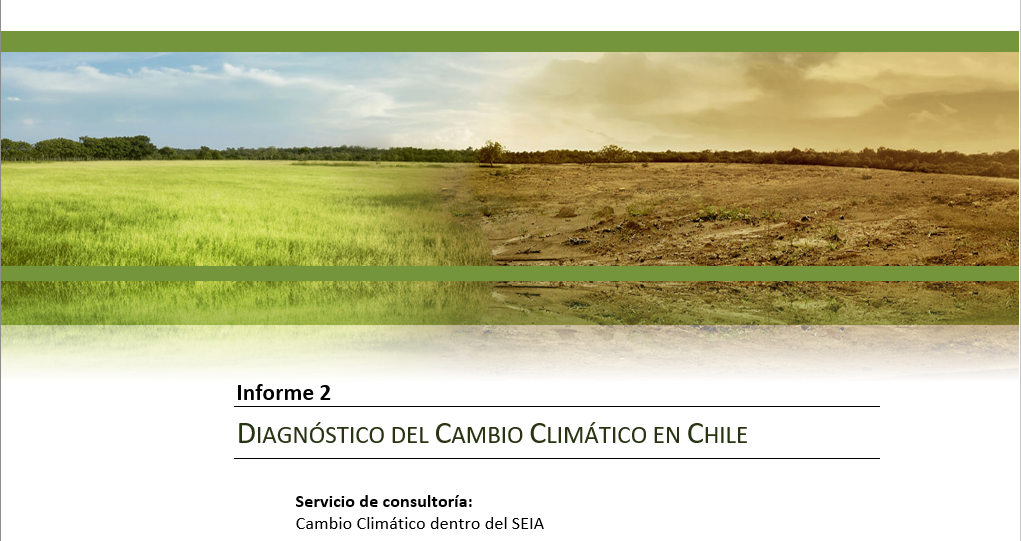 Informe 2
DIAGNÓSTICO DEL CAMBIO CLIMÁTICO EN CHILE
Servicio de consultoría:
Cambio Climático dentro del SEIA